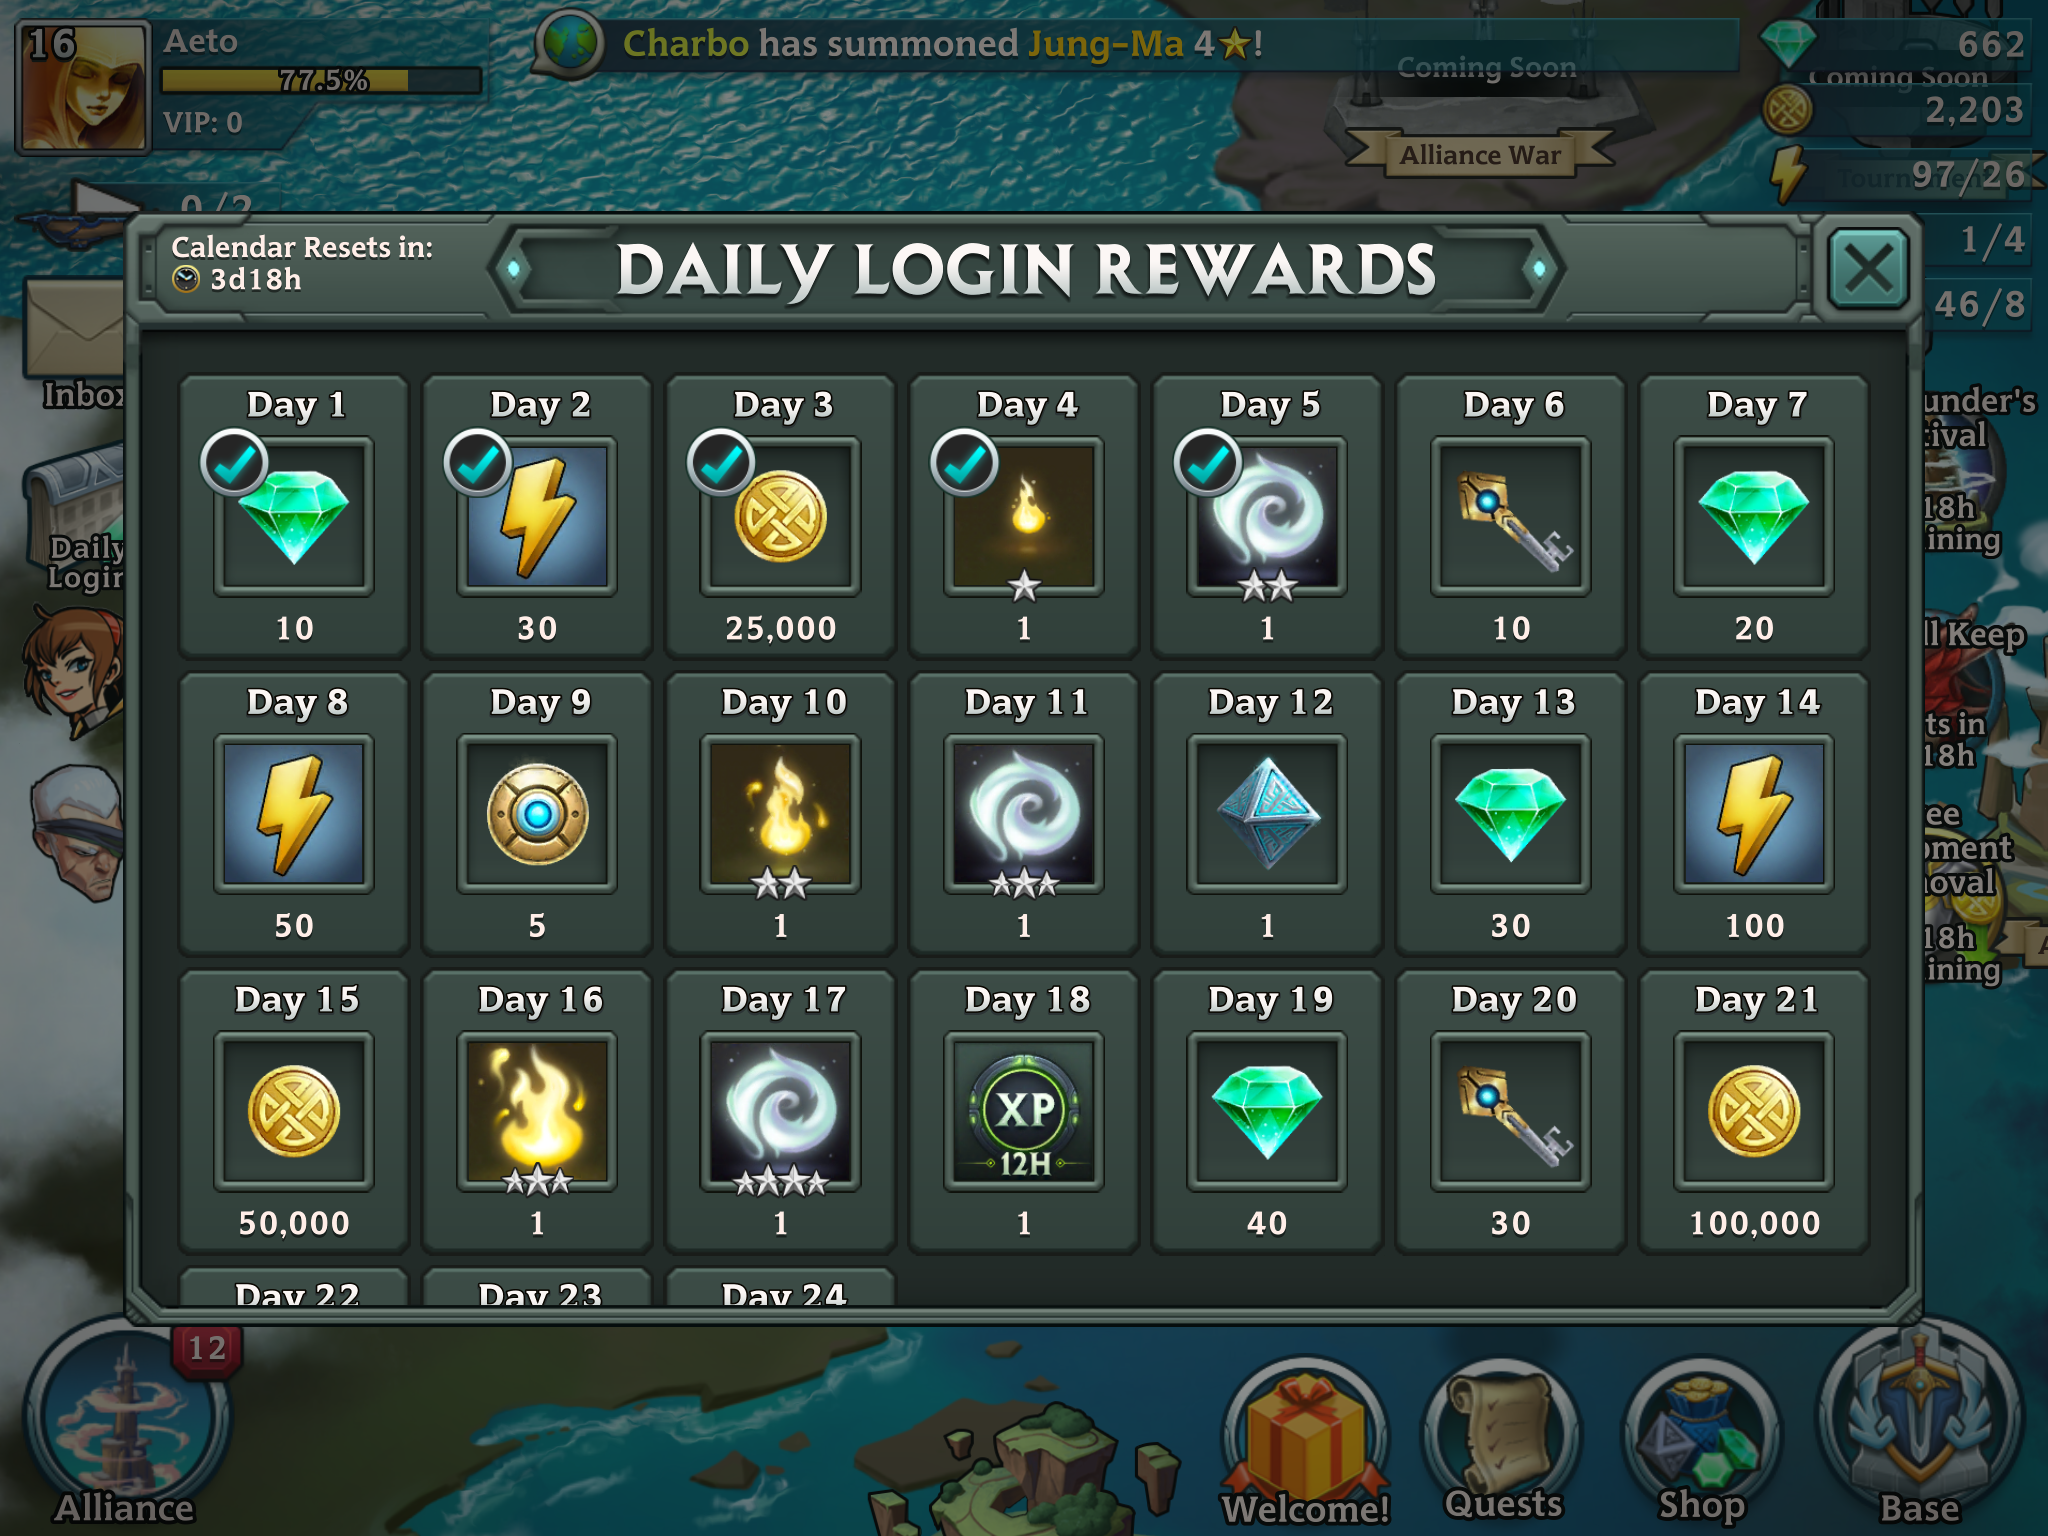 16
Aeto
77.5%
VIP: 0
Charbo has summoned Jung-Ma 4★!
Coming Soon
Alliance War
662
Coming Soon
2,203
97/26
0/2
1/4
46/8
Calendar Resets in:
3d18h
DAILY LOGIN REWARDS
Inbox
Daily
Login
Day 1
Day 2
Day 3
Day 4
Day 5
Day 6
Day 7
10
30
25,000
1
1
10
20
Day 8
Day 9
Day 10
Day 11
Day 12
Day 13
Day 14
50
5
1
1
1
30
100
Day 15
Day 16
Day 17
Day 18
Day 19
Day 20
Day 21
XP
12H
50,000
1
1
1
40
30
100,000
Day 22
Day 23
Day 24
under's
ival
18h
ining
ll Keep
ts in
18h
ee
pment
oval
18h
ining
12
Alliance
Welcome!
Quests
Shop
Base